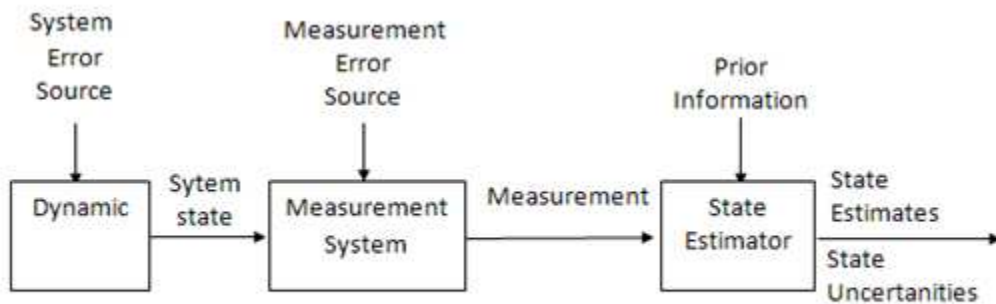 System
Error
Source
Measurement
Error
Source
Prior
Information
Dynamic
Sytem
state
Measurement
System
Measurement
State
Estimator
State
Estimates
State
Uncertanities